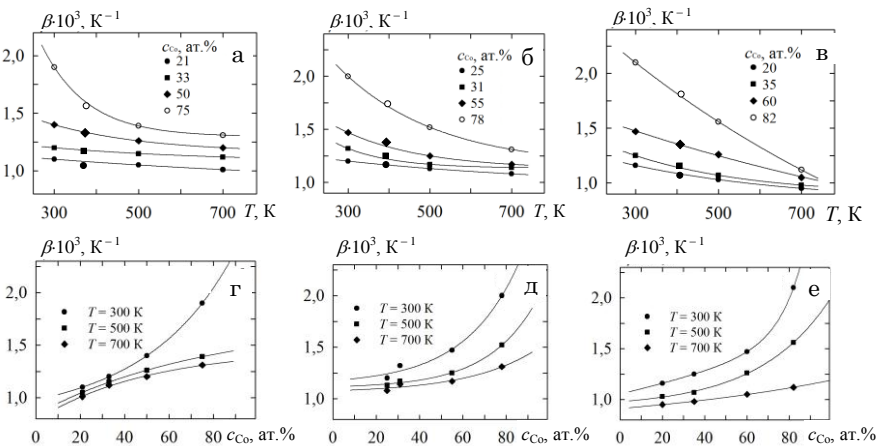 β·10³, K⁻¹
2,0
1,5
1,0
300 500 700 T, К
c_Co, ат.%
21
33
50
75
а
β·10³, K⁻¹
2,0
1,5
1,0
300 500 700 T, К
c_Co, ат.%
25
31
55
78
б
β·10³, K⁻¹
2,0
1,5
1,0
300 500 700 T, К
c_Co, ат.%
20
35
60
82
в
β·10³, K⁻¹
2,0
1,5
1,0
0 20 40 60 80 c_Co, ат.%
T = 300 K
T = 500 K
T = 700 K
г
β·10³, K⁻¹
2,0
1,5
1,0
0 20 40 60 80 c_Co, ат.%
T = 300 K
T = 500 K
T = 700 K
д
β·10³, K⁻¹
2,0
1,5
1,0
0 20 40 60 80 c_Co, ат.%
T = 300 K
T = 500 K
T = 700 K
е